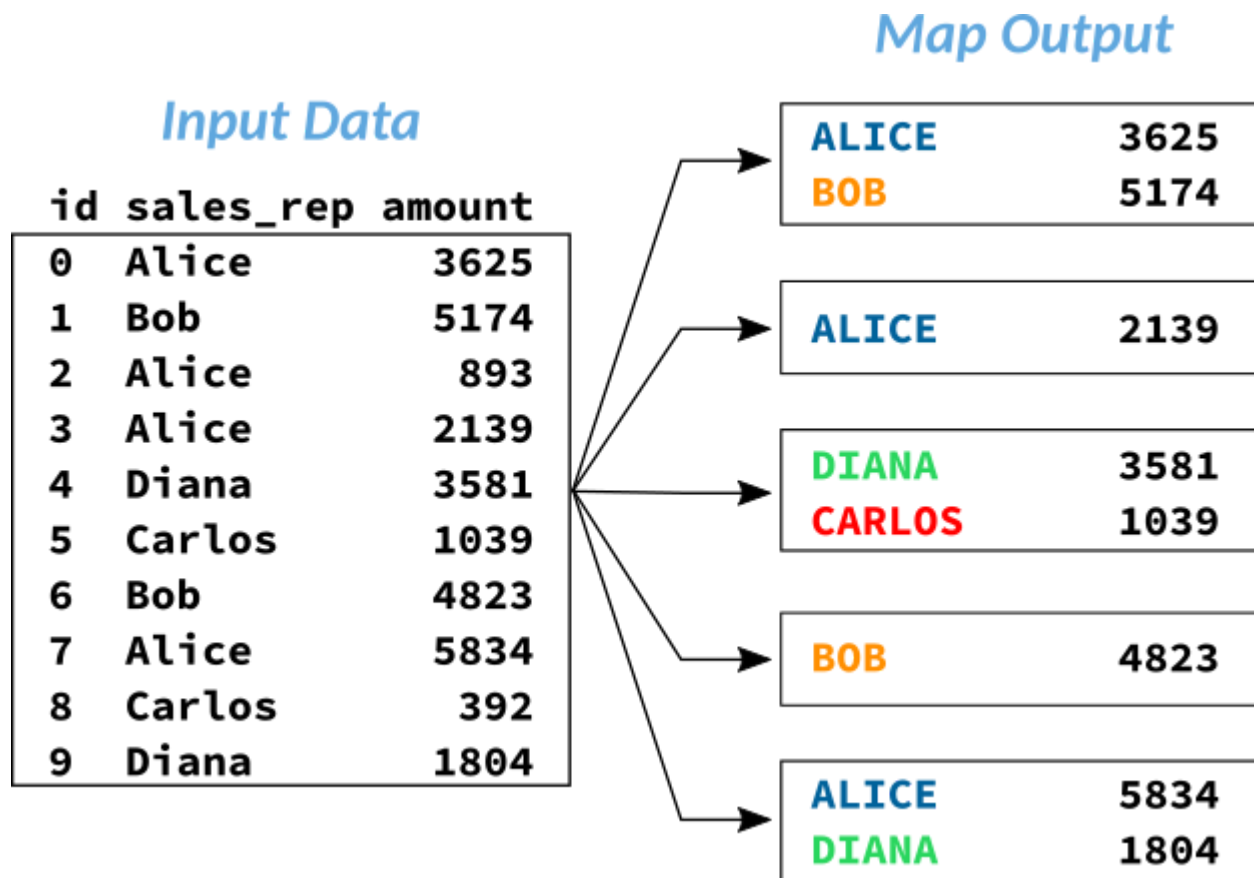 Input Data
id sales_rep amount
0 Alice 3625
1 Bob 5174
2 Alice 893
3 Alice 2139
4 Diana 3581
5 Carlos 1039
6 Bob 4823
7 Alice 5834
8 Carlos 392
9 Diana 1804
Map Output
ALICE 3625
BOB 5174
ALICE 2139
DIANA 3581
CARLOS 1039
BOB 4823
ALICE 5834
DIANA 1804